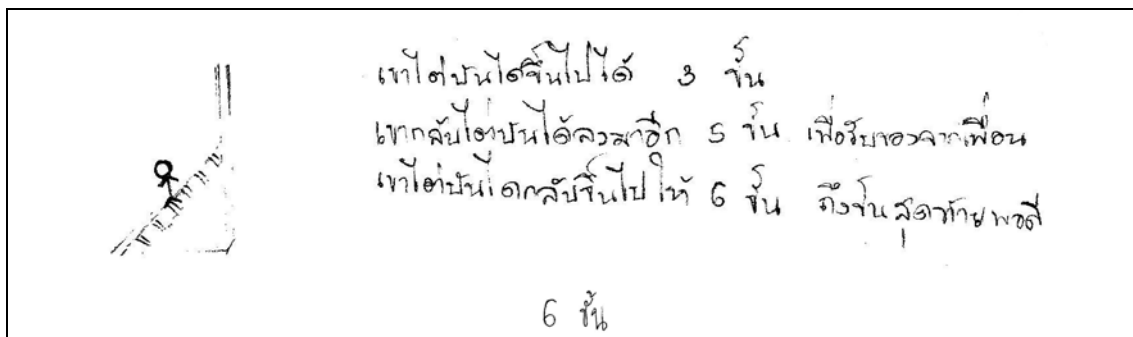 เขาไต่บันไดขึ้นไปได้ 3 ขั้น
เขากลับไต่บันไดลงมาอีก 5 ขั้น เพื่อรับของจากเพื่อน
เขาไต่บันไดกลับขึ้นไปได้ 6 ขั้น ถึงขั้นสุดท้ายพอดี
6 ขั้น